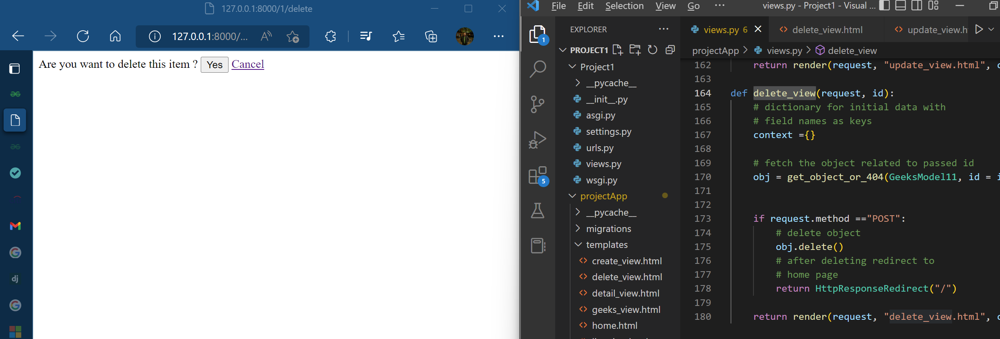 127.0.0.1:8000/1/delete
127.0.0.1:8000/...
Are you want to delete this item ? Yes Cancel
dj
File Edit Selection View Go ...
views.py - Project1 - Visual ...
EXPLORER
PROJECT1
Project1
__pycache__
__init__.py
asgi.py
settings.py
urls.py
views.py
wsgi.py
projectApp
__pycache__
migrations
templates
create_view.html
delete_view.html
detail_view.html
geeks_view.html
home.html
1
5
views.py 6
delete_view.html
update_view.h
projectApp > views.py > delete_view
162 return render(request, "update_view.html", c
163
164 def delete_view(request, id):
165 # dictionary for initial data with
166 # field names as keys
167 context ={}
168
169 # fetch the object related to passed id
170 obj = get_object_or_404(GeeksModel11, id = i
171
172
173 if request.method =="POST":
174 # delete object
175 obj.delete()
176 # after deleting redirect to
177 # home page
178 return HttpResponseRedirect("/")
179
180 return render(request, "delete_view.html", c